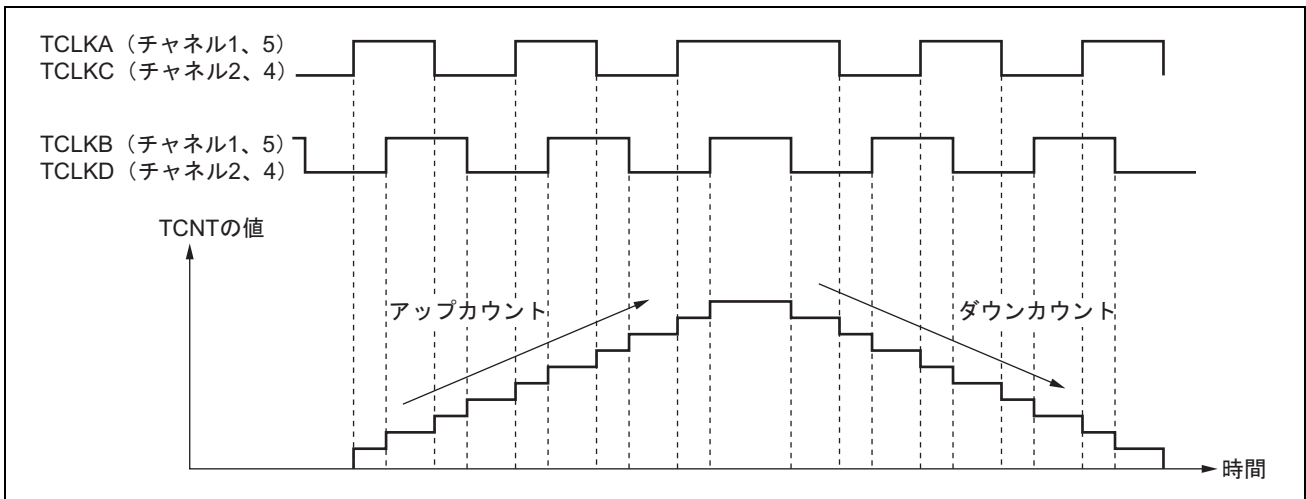 TCLKA（チャネル1、5）
TCLKC（チャネル2、4）
TCLKB（チャネル1、5）
TCLKD（チャネル2、4）
TCNTの値
アップカウント
ダウンカウント
時間